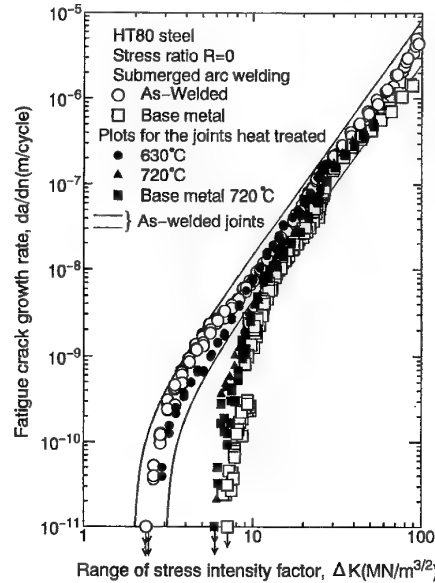 HT80 steel
Stress ratio R=0
Submerged arc welding
As-Welded
Base metal
Plots for the joints heat treated
630°C
720°C
Base metal 720°C
} As-welded joints
Fatigue crack growth rate, da/dn(m/cycle)
10-5
10-6
10-7
10-8
10-9
10-10
10-11
1 10 100
Range of stress intensity factor, ΔK(MN/m3/2)